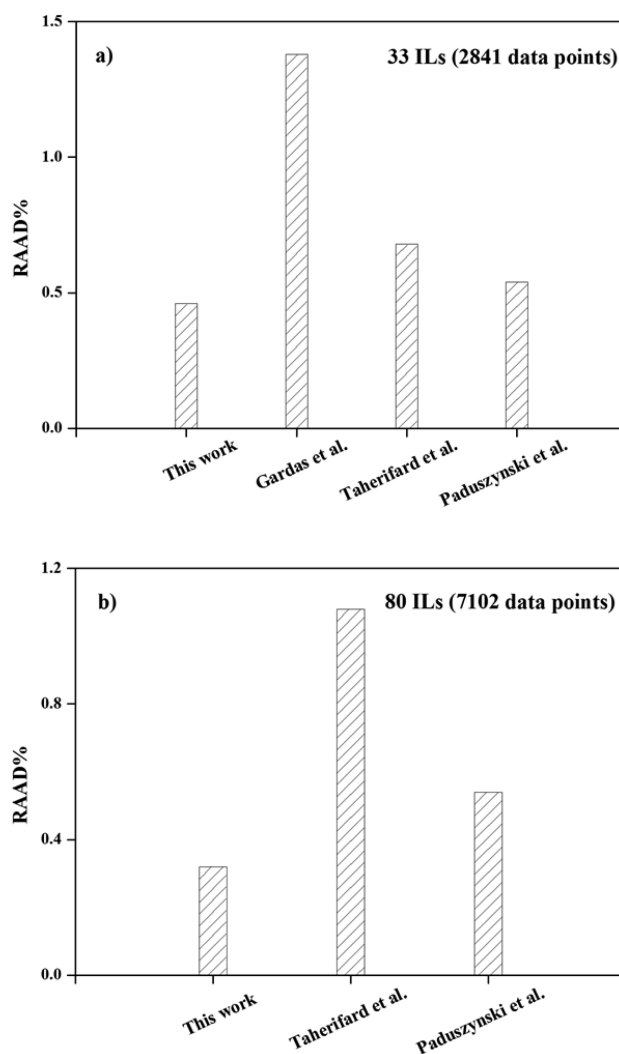 a)
33 ILs (2841 data points)
RAAD%
1.5
1.0
0.5
0.0
This work
Gardas et al.
Taherifard et al.
Paduszynski et al.
b)
80 ILs (7102 data points)
RAAD%
1.2
0.8
0.4
0.0
This work
Taherifard et al.
Paduszynski et al.